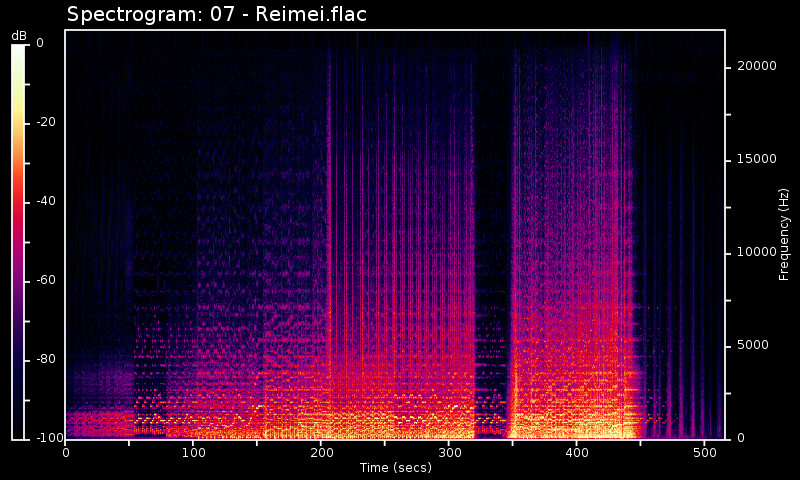 Spectrogram: 07 - Reimei.flac
dB
0
-20
-40
-60
-80
-100
20000
15000
10000
5000
0
Frequency (Hz)
0 100 200 300 400 500
Time (secs)